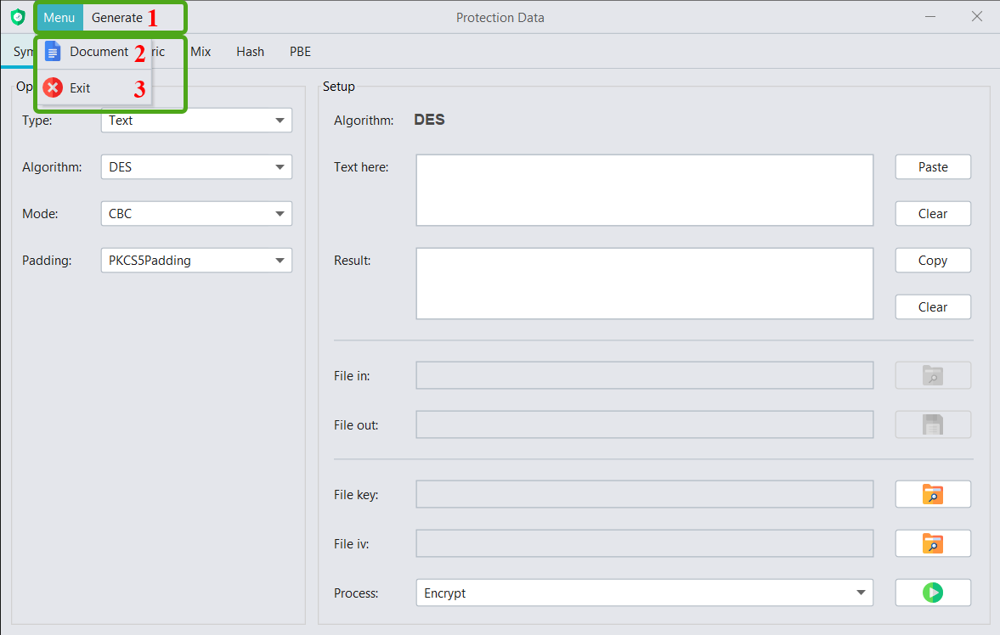 Menu Generate 1 Protection Data
Sym ric Mix Hash PBE
Document 2
Exit 3
Op Setup
Type: Text Algorithm: DES
Algorithm: DES Text here: Paste
Mode: CBC Clear
Padding: PKCS5Padding Result: Copy
Clear
File in:
File out:
File key:
File iv:
Process: Encrypt